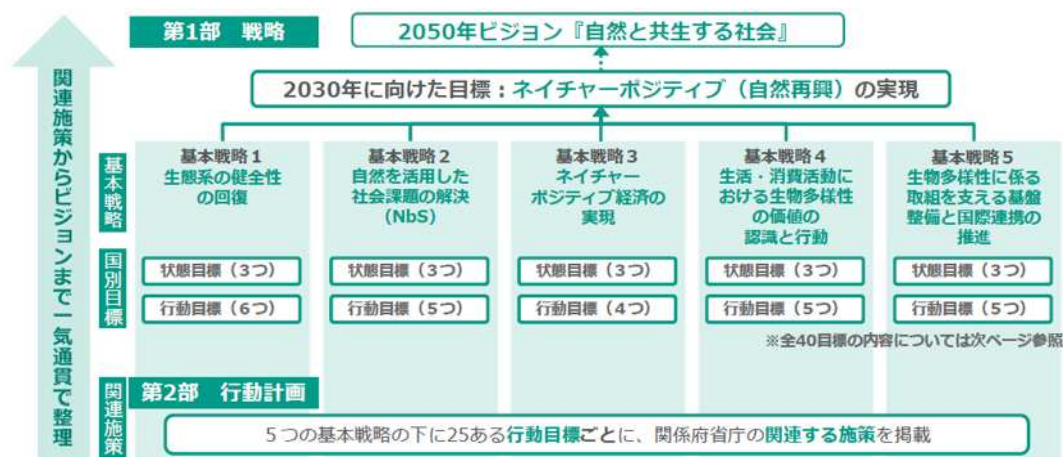 関連施策からビジョンまで一気通貫で整理
第1部 戦略
2050年ビジョン『自然と共生する社会』
2030年に向けた目標：ネイチャーポジティブ（自然再興）の実現
基本戦略
基本戦略1
生態系の健全性
の回復
基本戦略2
自然を活用した
社会課題の解決
(NbS)
基本戦略3
ネイチャー
ポジティブ経済の
実現
基本戦略4
生活・消費活動に
おける生物多様性
の価値の
認識と行動
基本戦略5
生物多様性に係る
取組を支える基盤
整備と国際連携の
推進
国別目標
状態目標（3つ）
状態目標（3つ）
状態目標（3つ）
状態目標（3つ）
状態目標（3つ）
行動目標（6つ）
行動目標（5つ）
行動目標（4つ）
行動目標（5つ）
行動目標（5つ）
※全40目標の内容については次ページ参照
関連施策
第2部 行動計画
５つの基本戦略の下に25ある行動目標ごとに、関係府省庁の関連する施策を掲載